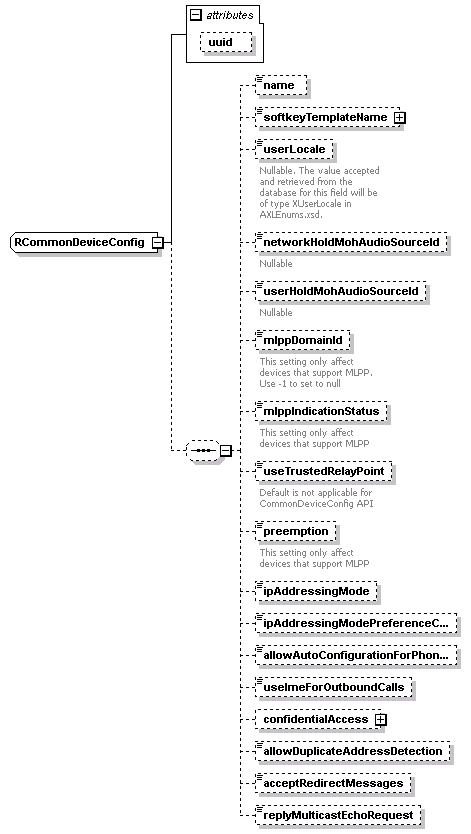 attributes
uuid
name
softkeyTemplateName
userLocale
Nullable. The value accepted
and retrieved from the
database for this field will be
of type XUserLocale in
AXLEnums.xsd.
RCommonDeviceConfig
networkHoldMohAudioSourceId
Nullable
userHoldMohAudioSourceId
Nullable
mlppDomainId
This setting only affect
devices that support MLPP.
Use -1 to set to null
mlppIndicationStatus
This setting only affect
devices that support MLPP
useTrustedRelayPoint
Default is not applicable for
CommonDeviceConfig API
preemption
This setting only affect
devices that support MLPP
ipAddressingMode
ipAddressingModePreferenceC...
allowAutoConfigurationForPhon...
useImeForOutboundCalls
confidentialAccess
allowDuplicateAddressDetection
acceptRedirectMessages
replyMulticastEchoRequest